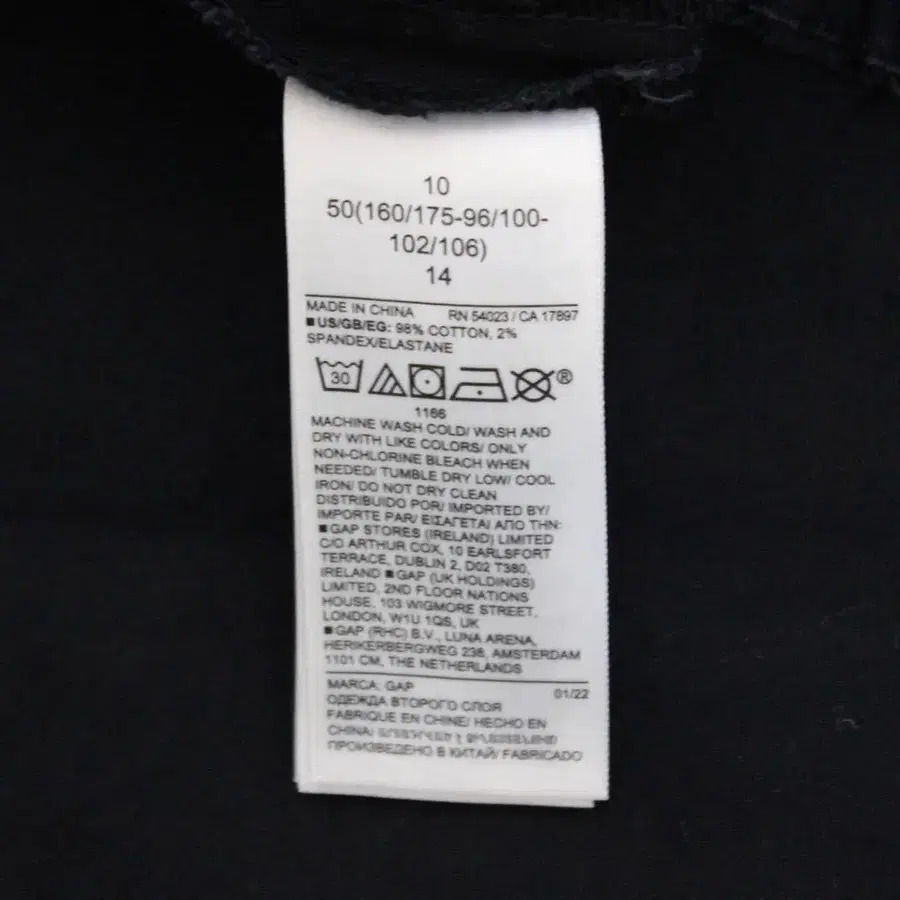 10
50(160/175-96/100-
102/106)
14
MADE IN CHINA RN 54023 / CA 17897
■US/GB/EG: 98% COTTON, 2%
SPANDEX/ELASTANE
30 ®
1166
MACHINE WASH COLD/ WASH AND
DRY WITH LIKE COLORS/ ONLY
NON-CHLORINE BLEACH WHEN
NEEDED/ TUMBLE DRY LOW/ COOL
IRON/ DO NOT DRY CLEAN
DISTRIBUIDO POR/ IMPORTED BY/
IMPORTE PAR/ ΕΙΣΑΓΕΤΑΙ ΑΠΟ ΤΗΝ:
■GAP STORES (IRELAND) LIMITED
C/O ARTHUR COX, 10 EARLSFORT
TERRACE, DUBLIN 2, D02 T380,
IRELAND ■GAP (UK HOLDINGS)
LIMITED, 2ND FLOOR NATIONS
HOUSE, 103 WIGMORE STREET,
LONDON, W1U 1QS, UK
■GAP (RHC) B.V., LUNA ARENA,
HERIKERBERGWEG 238, AMSTERDAM
1101 CM, THE NETHERLANDS
MARCA: GAP 01/22
ОДЕЖДА ВТОРОГО СЛОЯ
FABRIQUE EN CHINE/ HECHO EN
CHINA/
ПРОИЗВЕДЕНО В КИТАЙ/ FABRICADO